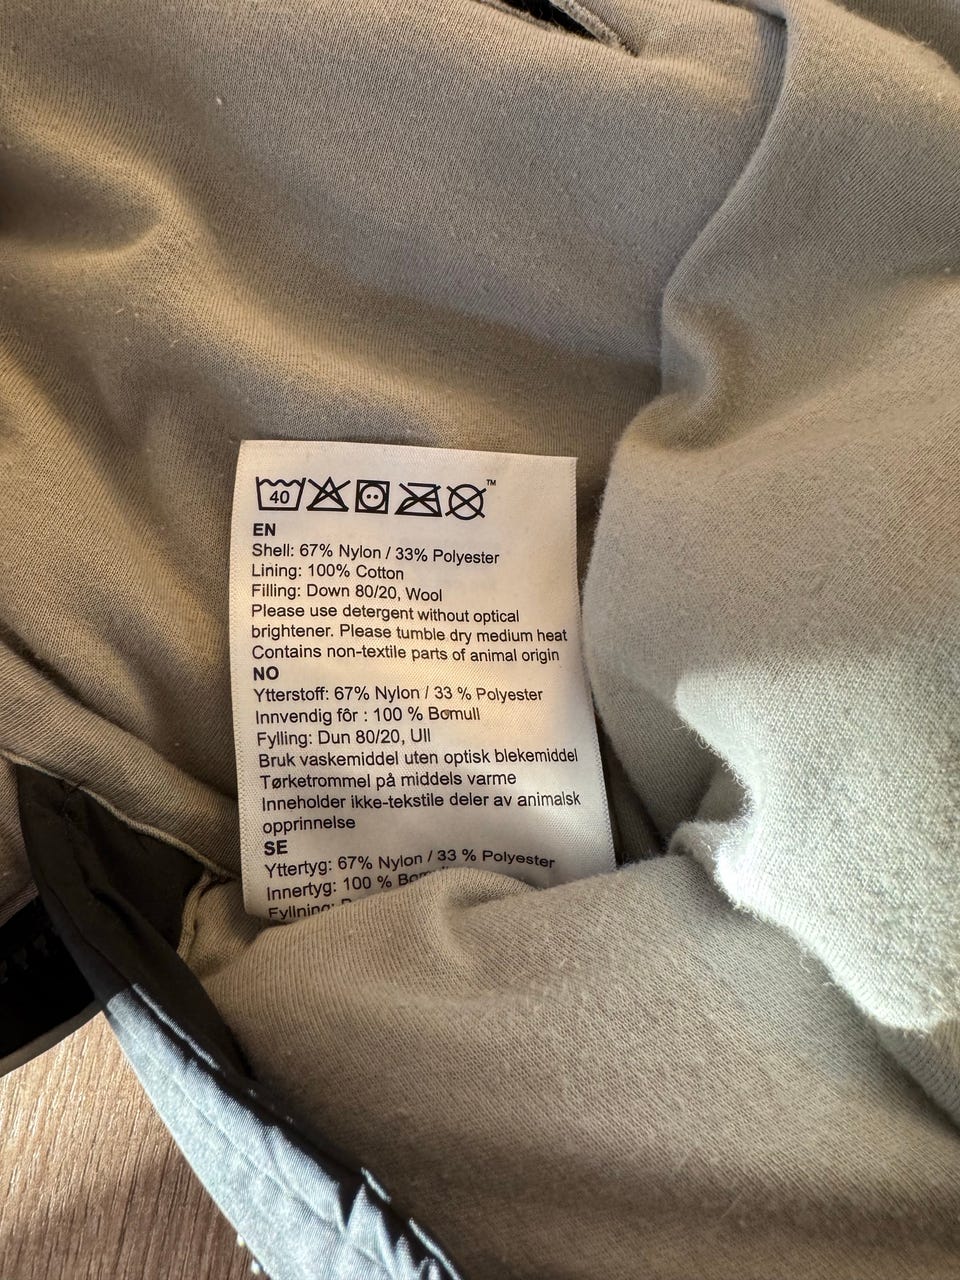 40
™
EN
Shell: 67% Nylon / 33% Polyester
Lining: 100% Cotton
Filling: Down 80/20, Wool
Please use detergent without optical
brightener. Please tumble dry medium heat
Contains non-textile parts of animal origin
NO
Ytterstoff: 67% Nylon / 33 % Polyester
Innvendig fôr : 100 % Bomull
Fylling: Dun 80/20, Ull
Bruk vaskemiddel uten optisk blekemiddel
Tørketrommel på middels varme
Inneholder ikke-tekstile deler av animalsk
opprinnelse
SE
Yttertyg: 67% Nylon / 33 % Polyester
Innertyg: 100 %
Fyllning: